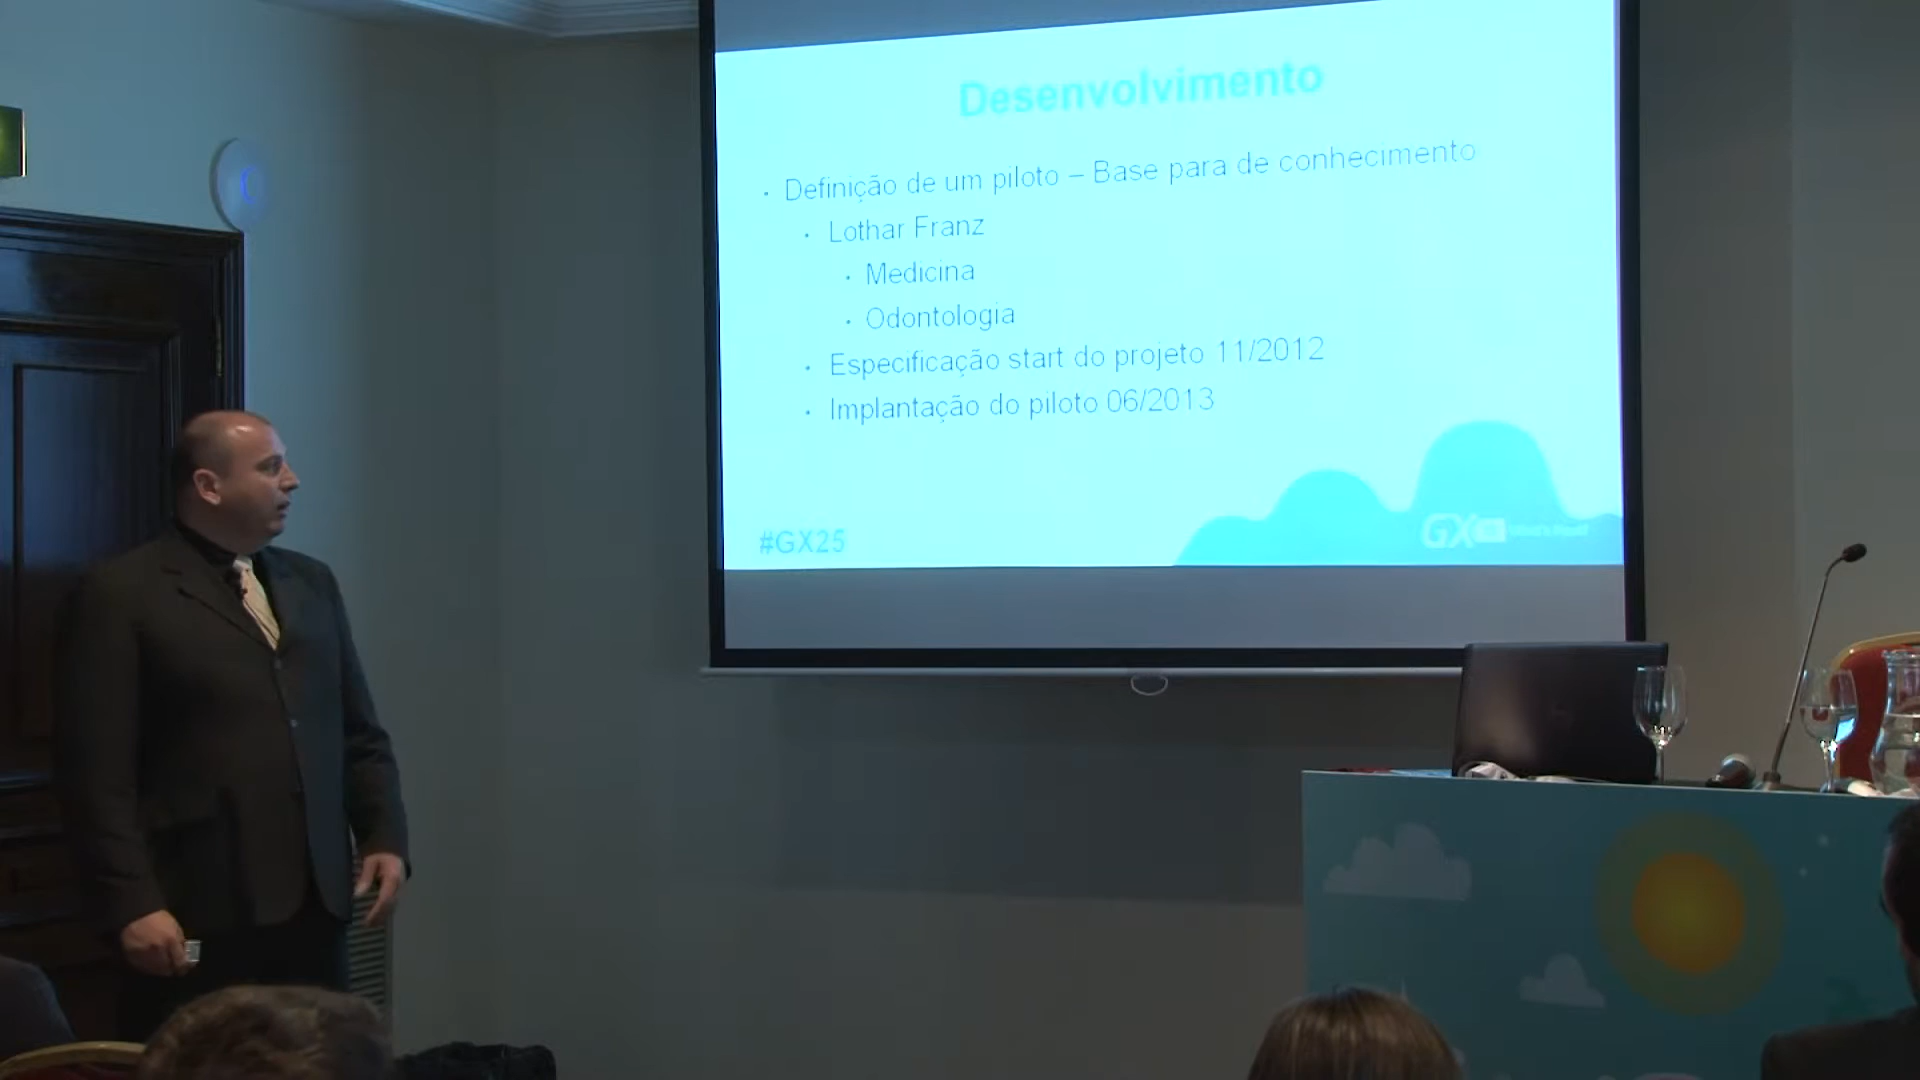 Desenvolvimento
· Definição de um piloto – Base para de conhecimento
· Lothar Franz
· Medicina
· Odontologia
· Especificação start do projeto 11/2012
· Implantação do piloto 06/2013
#GX25
GX